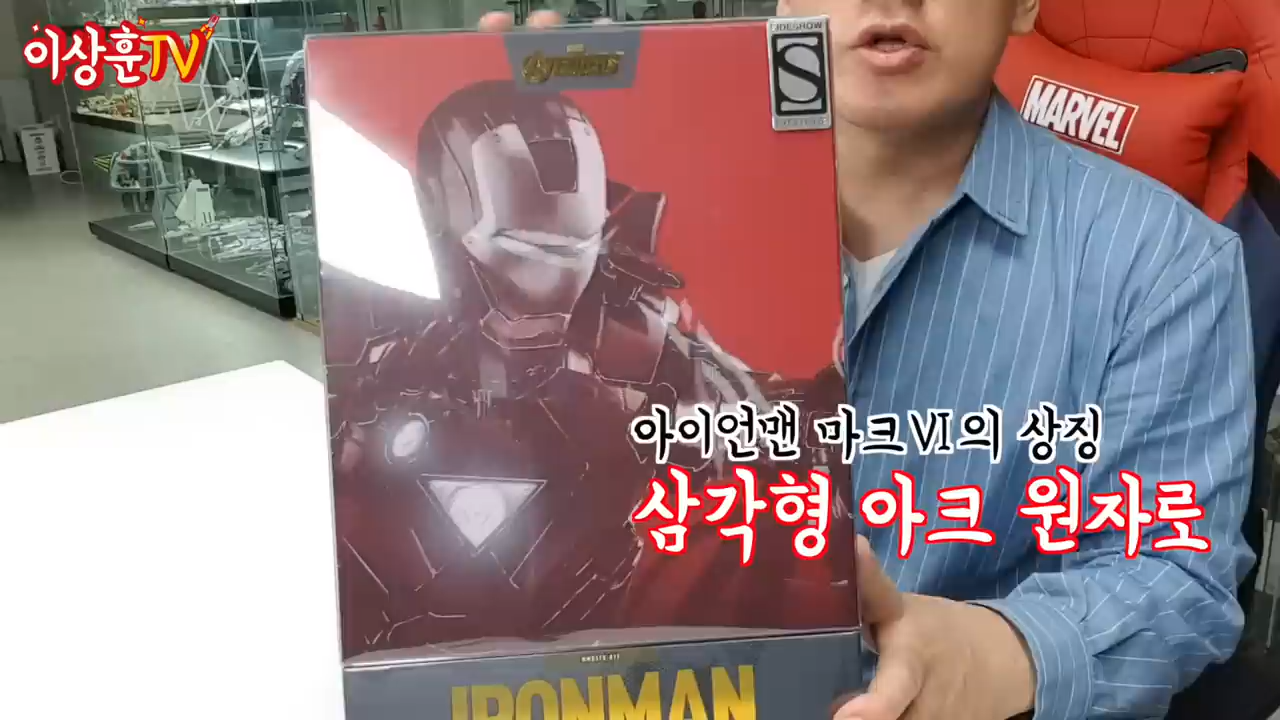 이상훈TV
Avengers
SIDESHOW
S
MARVEL
아이언맨 마크Ⅵ의 상징
삼각형 아크 원자로
IRONMAN